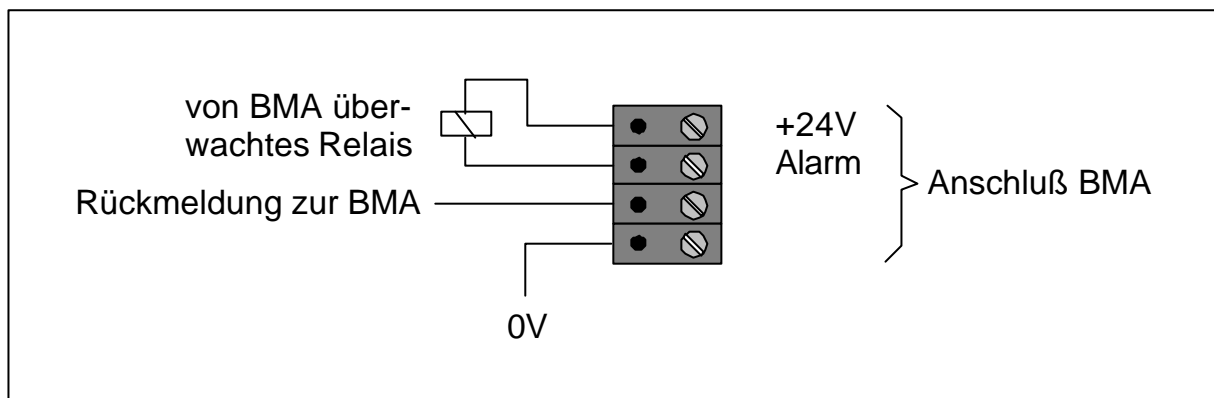 von BMA über-
wachtes Relais
Rückmeldung zur BMA
0V
+24V
Alarm
Anschluß BMA